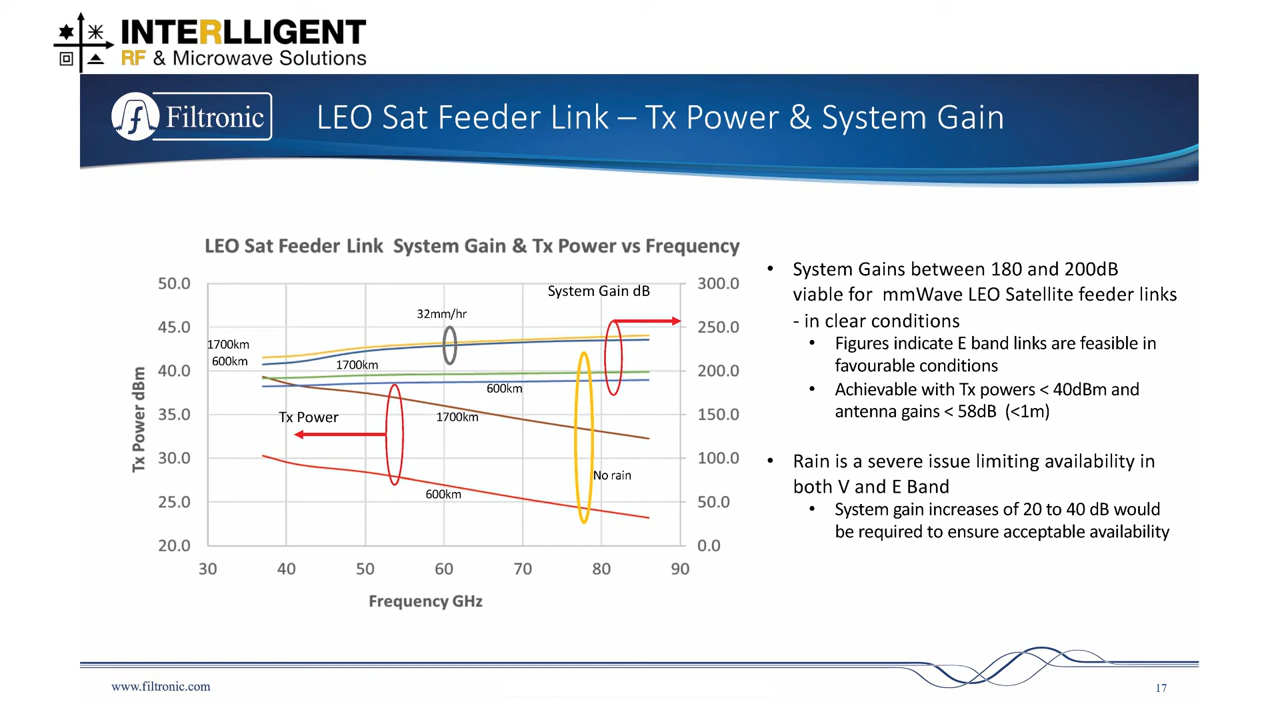 INTERLLIGENT
RF & Microwave Solutions
Filtronic
LEO Sat Feeder Link – Tx Power & System Gain
LEO Sat Feeder Link System Gain & Tx Power vs Frequency
50.0
45.0
40.0
35.0
30.0
25.0
20.0
Tx Power dBm
300.0
250.0
200.0
150.0
100.0
50.0
0.0
30 40 50 60 70 80 90
Frequency GHz
System Gain dB
32mm/hr
1700km
600km
1700km
600km
Tx Power
1700km
No rain
600km
• System Gains between 180 and 200dB
viable for mmWave LEO Satellite feeder links
- in clear conditions
• Figures indicate E band links are feasible in
favourable conditions
• Achievable with Tx powers < 40dBm and
antenna gains < 58dB (<1m)
• Rain is a severe issue limiting availability in
both V and E Band
• System gain increases of 20 to 40 dB would
be required to ensure acceptable availability
www.filtronic.com
17